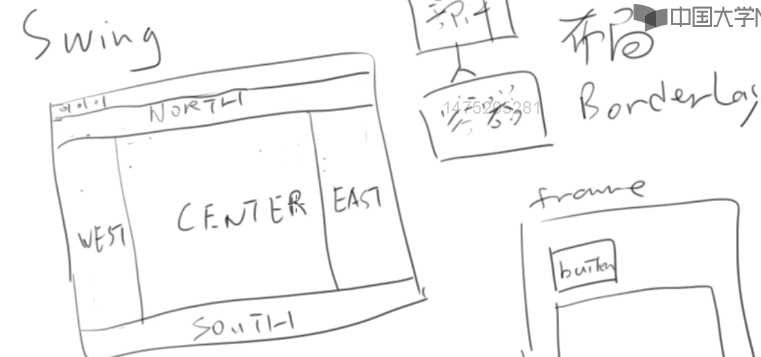 Swing
部件
容器
布局
中国大学M
1475205281
BorderLay
NORTH
WEST
CENTER
EAST
SOUTH
frame
button